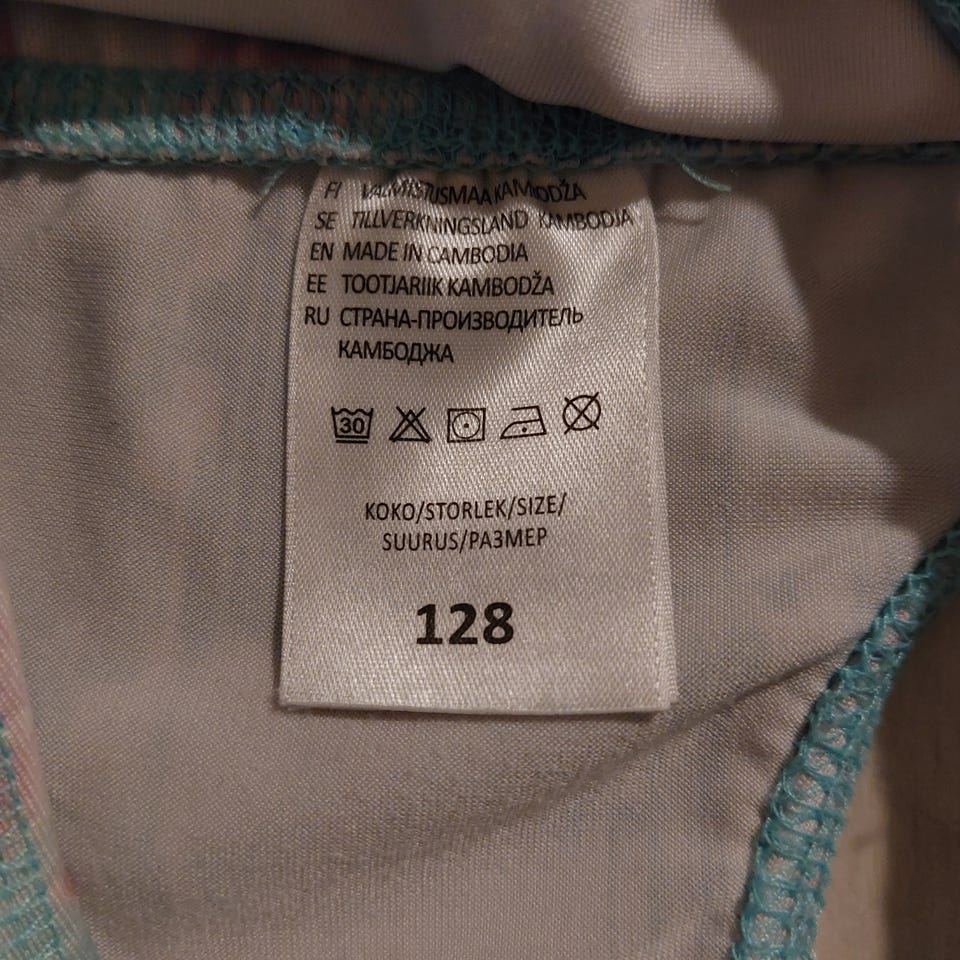 FI VALMISTUSMAA KAMBODŽA
SE TILLVERKNINGSLAND KAMBODJA
EN MADE IN CAMBODIA
EE TOOTJARIIK KAMBODŽA
RU СТРАНА-ПРОИЗВОДИТЕЛЬ
КАМБОДЖА
30
KOKO/STORLEK/SIZE/
SUURUS/РАЗМЕР
128